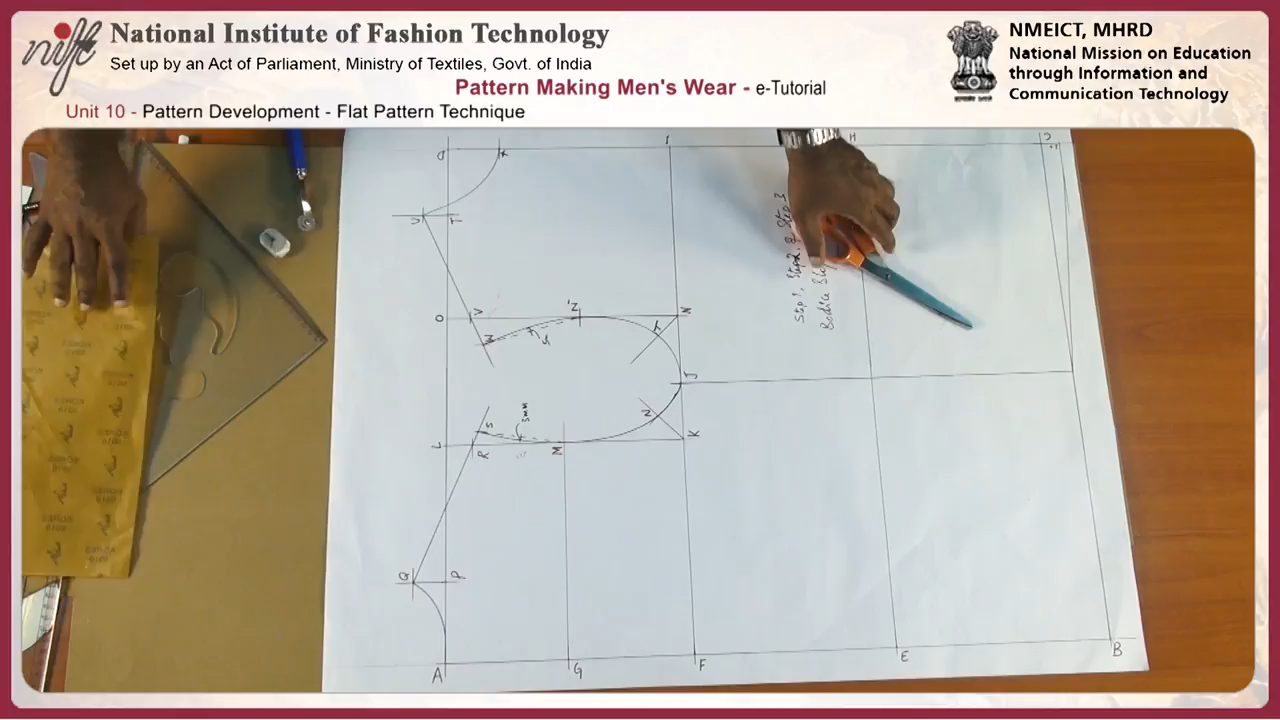 nift
National Institute of Fashion Technology
Set up by an Act of Parliament, Ministry of Textiles, Govt. of India
NMEICT, MHRD
National Mission on Education
through Information and
Communication Technology
Pattern Making Men's Wear - e-Tutorial
Unit 10 - Pattern Development - Flat Pattern Technique
X
I
H
U
T
O
V
Z
N
W
J
Step 1, Step 2 & Step 3
Bodice
S
L
R
M
K
Q
P
A
G
F
E
B